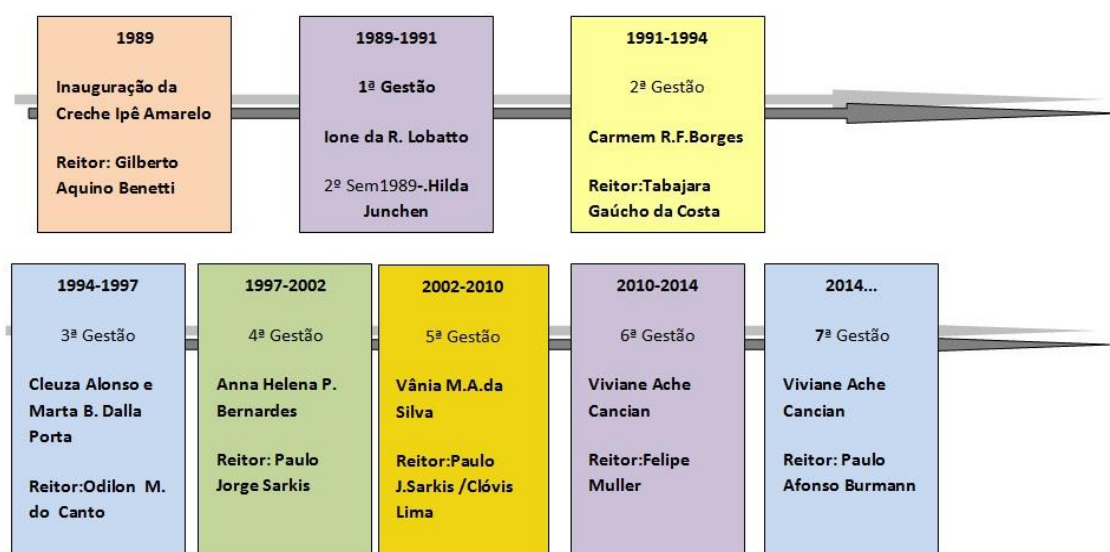 1989
Inauguração da
Creche Ipê Amarelo
Reitor: Gilberto
Aquino Benetti
1989-1991
1ª Gestão
Ione da R. Lobatto
2º Sem1989-.Hilda
Junchen
1991-1994
2ª Gestão
Carmem R.F.Borges
Reitor:Tabajara
Gaúcho da Costa
1994-1997
3ª Gestão
Cleuza Alonso e
Marta B. Dalla
Porta
Reitor:Odilon M.
do Canto
1997-2002
4ª Gestão
Anna Helena P.
Bernardes
Reitor: Paulo
Jorge Sarkis
2002-2010
5ª Gestão
Vânia M.A.da
Silva
Reitor:Paulo
J.Sarkis /Clóvis
Lima
2010-2014
6ª Gestão
Viviane Ache
Cancian
Reitor:Felipe
Muller
2014...
7ª Gestão
Viviane Ache
Cancian
Reitor: Paulo
Afonso Burmann